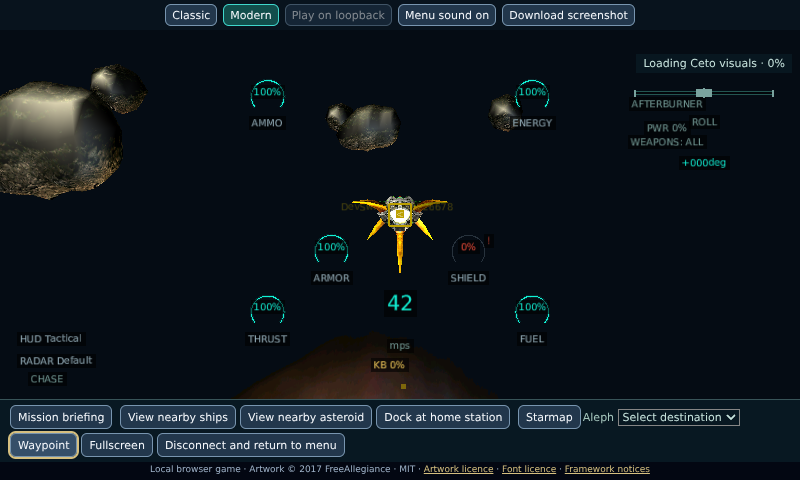 Classic Modern Play on loopback Menu sound on Download screenshot
Loading Ceto visuals · 0%
100%
AMMO
100%
ENERGY
AFTERBURNER
ROLL
PWR 0%
WEAPONS: ALL
+000deg
100%
ARMOR
0% !
SHIELD
42
mps
100%
THRUST
100%
FUEL
KB 0%
HUD Tactical
RADAR Default
CHASE
Mission briefing View nearby ships View nearby asteroid Dock at home station Starmap Aleph Select destination
Waypoint Fullscreen Disconnect and return to menu
Local browser game · Artwork © 2017 FreeAllegiance · MIT · Artwork licence · Font licence · Framework notices